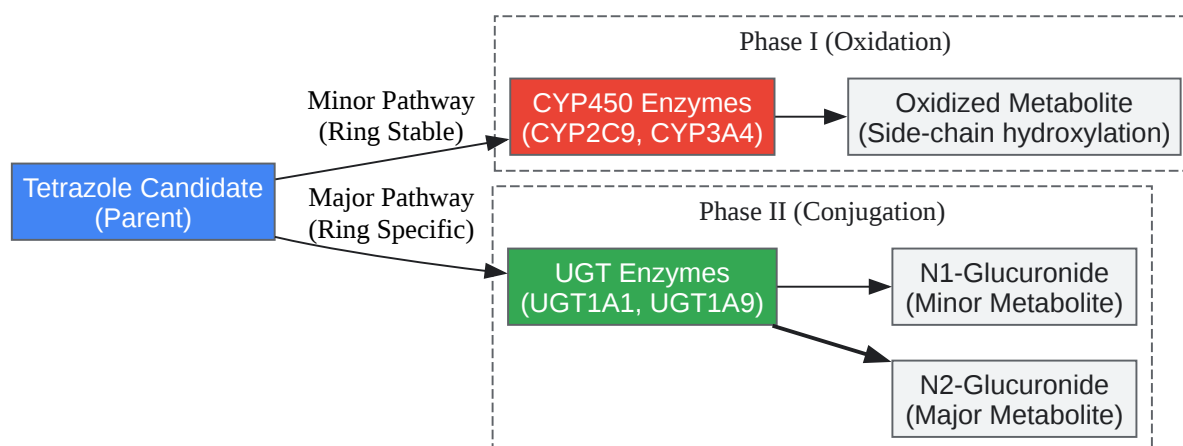 Phase I (Oxidation)
Minor Pathway
(Ring Stable)
CYP450 Enzymes
(CYP2C9, CYP3A4)
Oxidized Metabolite
(Side-chain hydroxylation)
Tetrazole Candidate
(Parent)
Major Pathway
(Ring Specific)
Phase II (Conjugation)
UGT Enzymes
(UGT1A1, UGT1A9)
N1-Glucuronide
(Minor Metabolite)
N2-Glucuronide
(Major Metabolite)